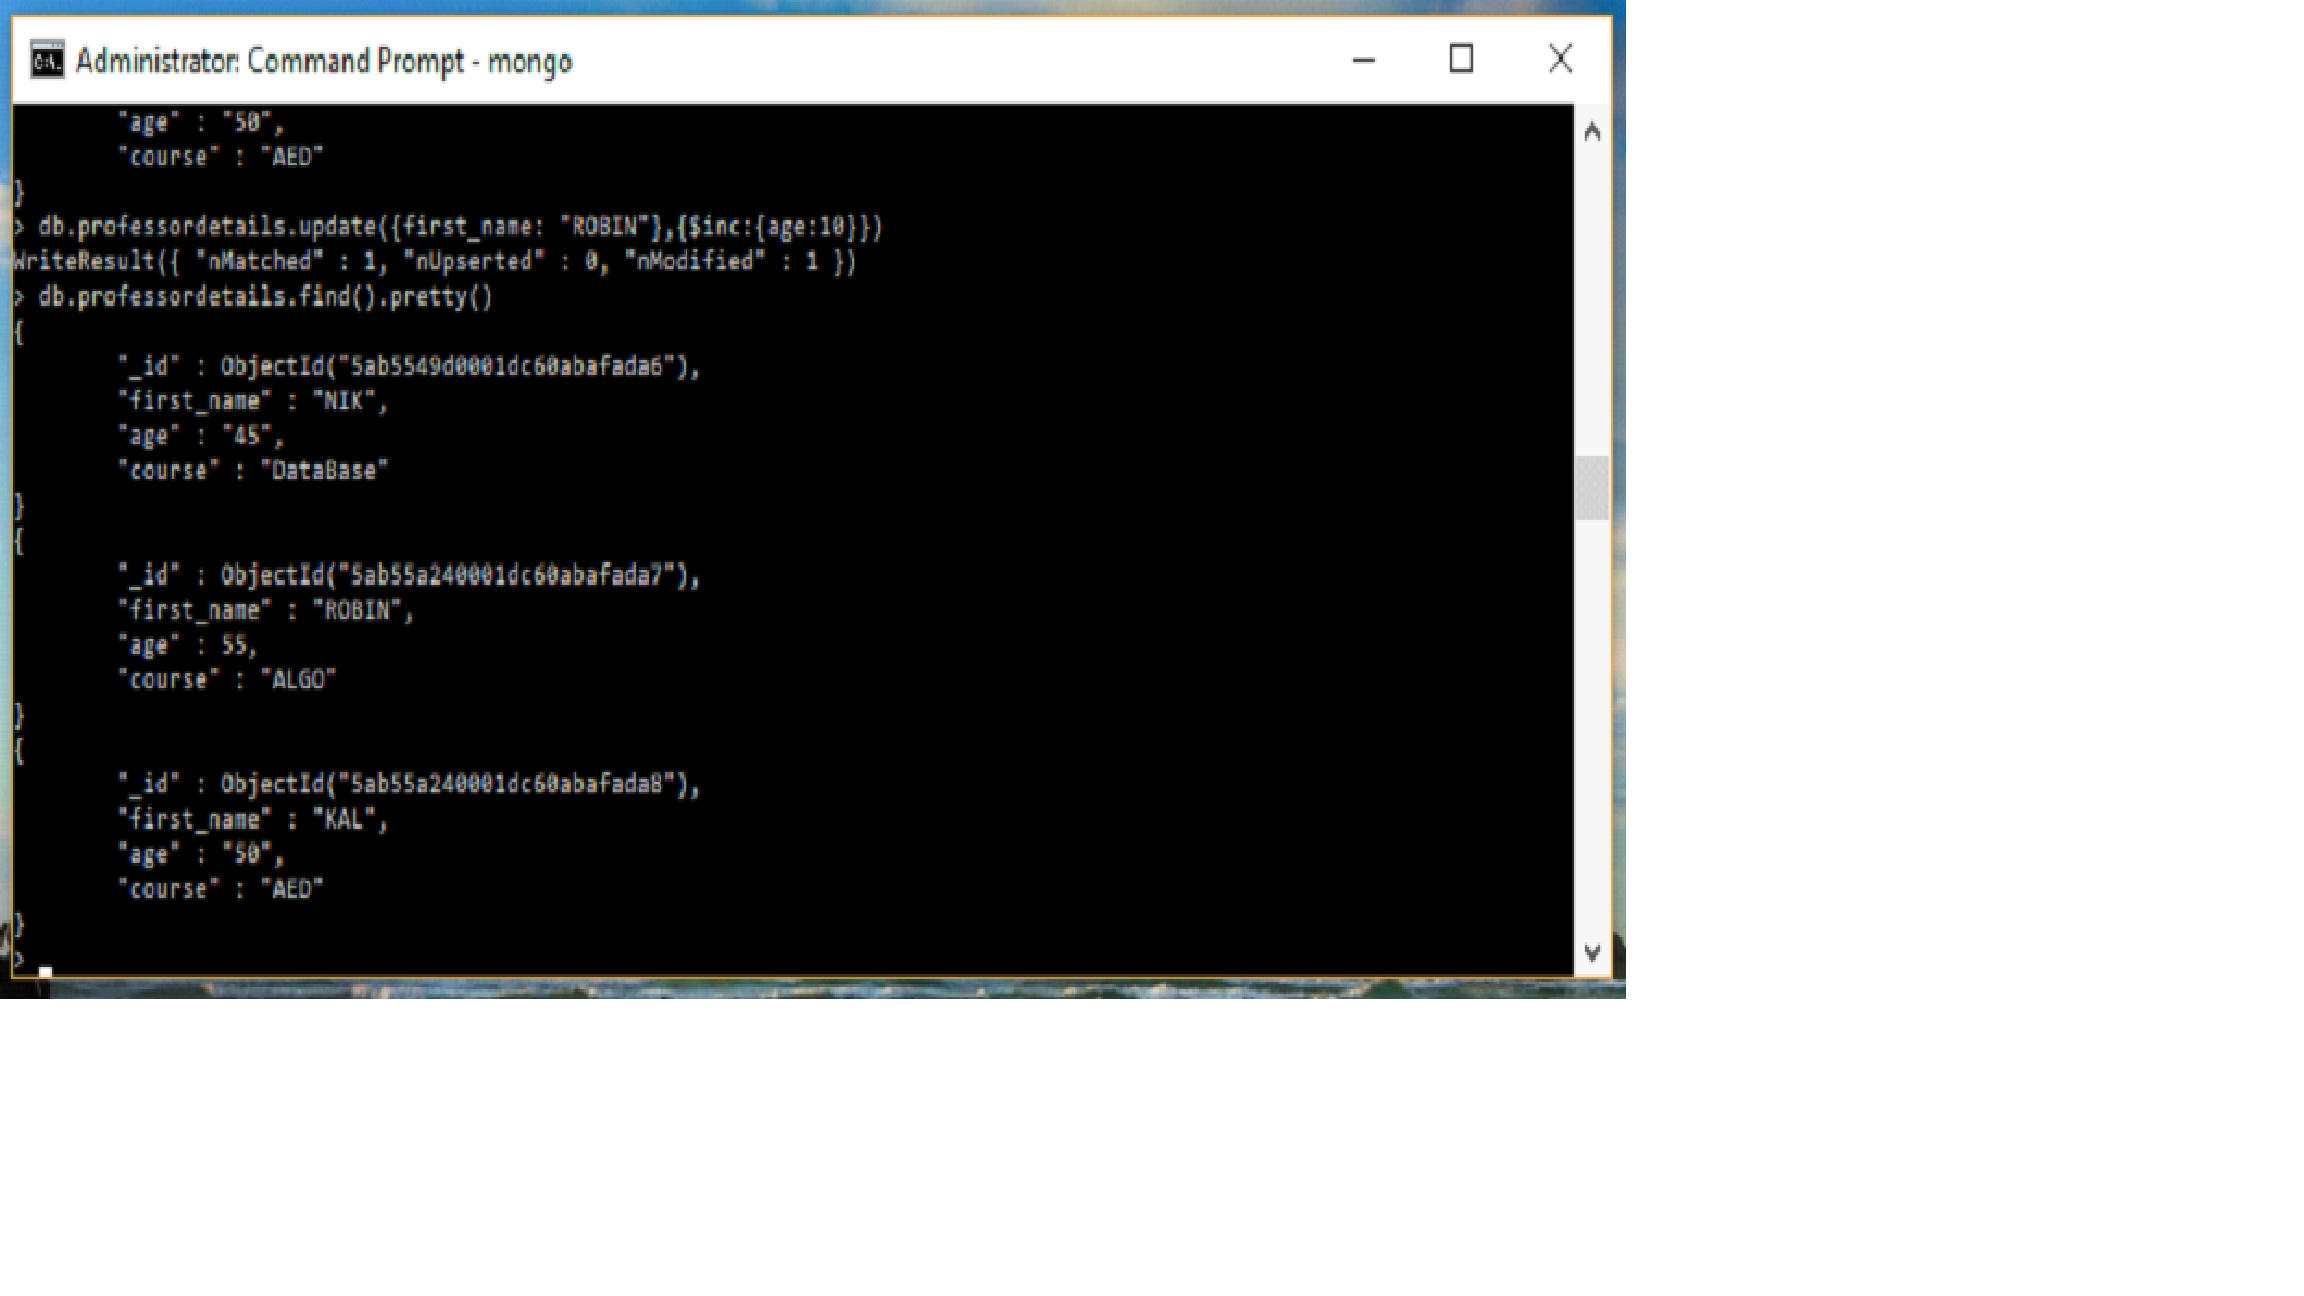 Administrator: Command Prompt - mongo
"age" : "50",
"course" : "AED"
}
> db.professordetails.update({first_name: "ROBIN"},{$inc:{age:10}})
WriteResult({ "nMatched" : 1, "nUpserted" : 0, "nModified" : 1 })
> db.professordetails.find().pretty()
{
"_id" : ObjectId("5ab5549d0001dc60abafada6"),
"first_name" : "NIK",
"age" : "45",
"course" : "DataBase"
}
{
"_id" : ObjectId("5ab55a240001dc60abafada7"),
"first_name" : "ROBIN",
"age" : 55,
"course" : "ALGO"
}
{
"_id" : ObjectId("5ab55a240001dc60abafada8"),
"first_name" : "KAL",
"age" : "50",
"course" : "AED"
}
>